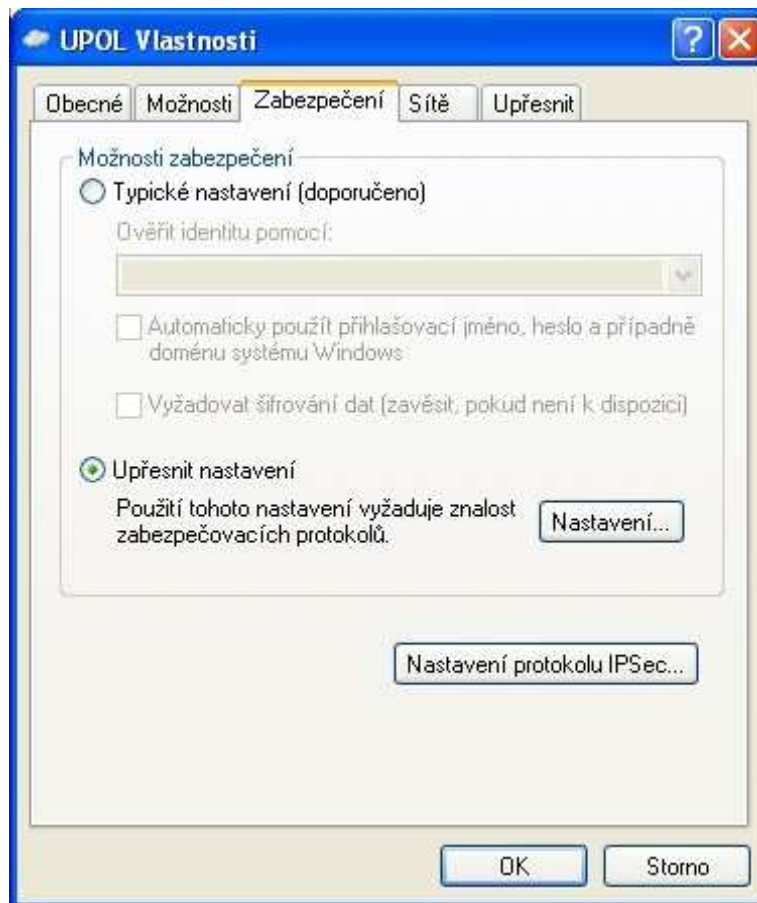 UPOL Vlastnosti
Obecné Možnosti Zabezpečení Sítě Upřesnit
Možnosti zabezpečení
Typické nastavení (doporučeno)
Ověřit identitu pomocí:
Automaticky použít přihlašovací jméno, heslo a případně
doménu systému Windows
Vyžadovat šifrování dat (zavěsit, pokud není k dispozici)
Upřesnit nastavení
Použití tohoto nastavení vyžaduje znalost
zabezpečovacích protokolů.
Nastavení...
Nastavení protokolu IPSec...
OK Storno